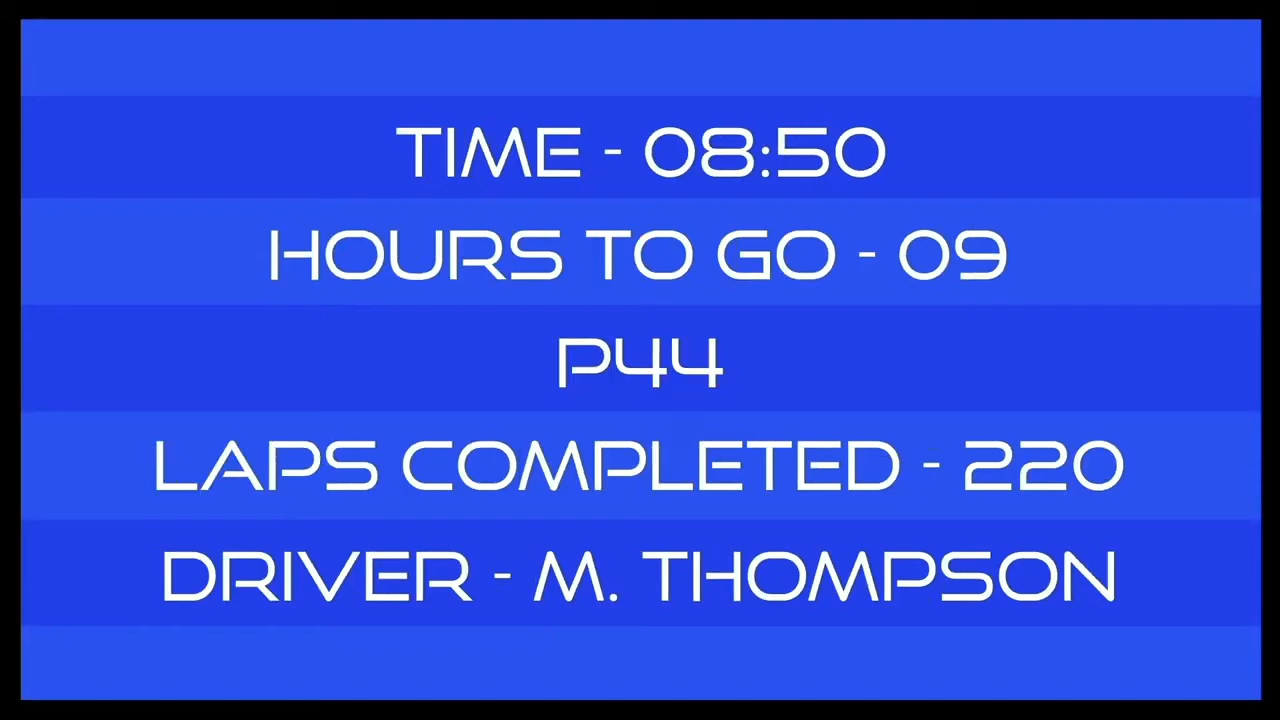 TIME - 08:50
HOURS TO GO - 09
P44
LAPS COMPLETED - 220
DRIVER - M. THOMPSON